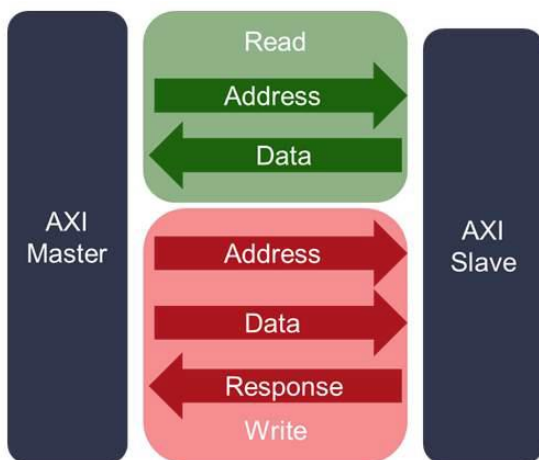 AXI
Master
Read
Address
Data
Address
Data
Response
Write
AXI
Slave